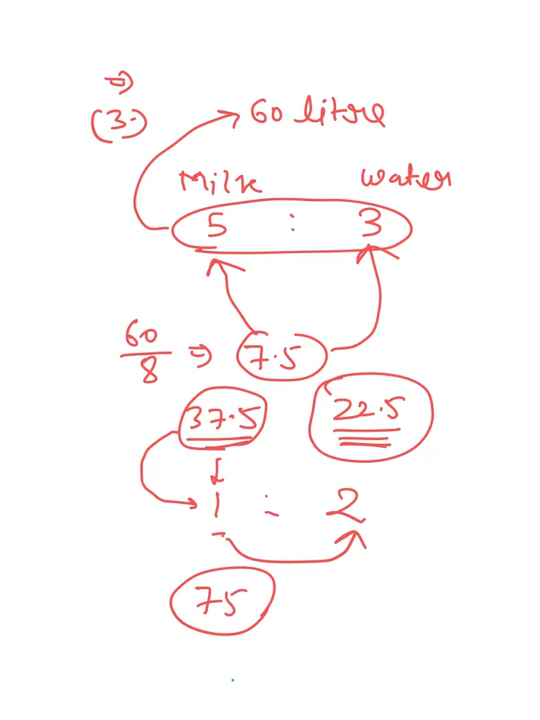 ⇒
(3.)
60 litre
Milk water
5 : 3
60/8 ⇒ 7.5
37.5 22.5
1 : 2
75